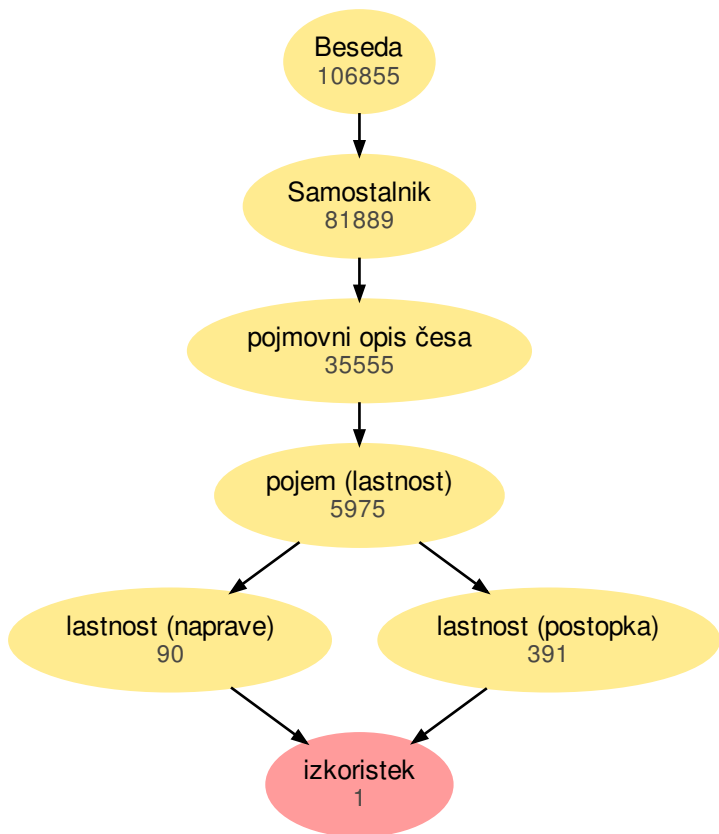 Beseda
106855
Samostalnik
81889
pojmovni opis česa
35555
pojem (lastnost)
5975
lastnost (naprave)
90
lastnost (postopka)
391
izkoristek
1